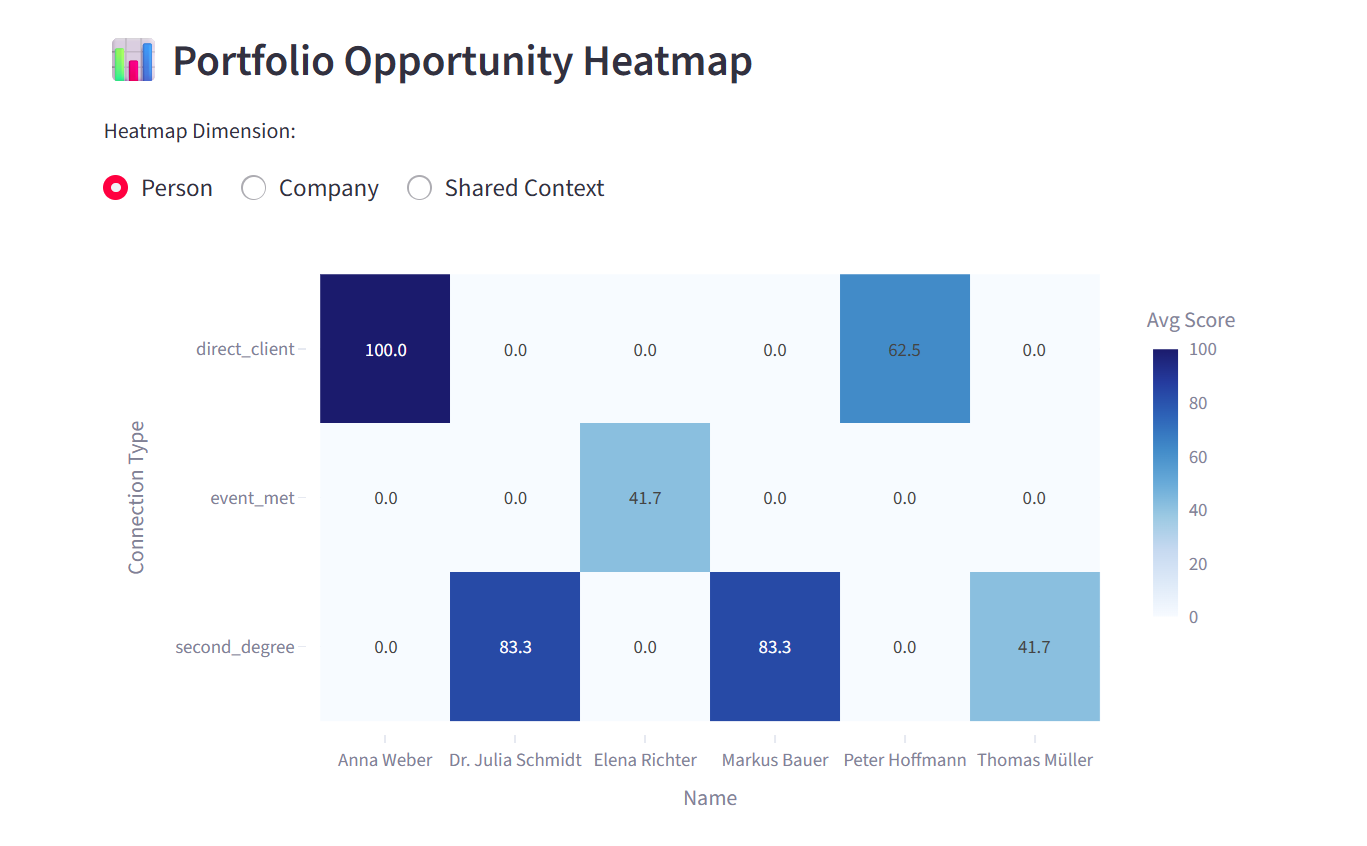 Portfolio Opportunity Heatmap
Heatmap Dimension:
Person Company Shared Context
Avg Score
100
80
60
40
20
0
Connection Type
direct_client 100.0 0.0 0.0 0.0 62.5 0.0
event_met 0.0 0.0 41.7 0.0 0.0 0.0
second_degree 0.0 83.3 0.0 83.3 0.0 41.7
Anna Weber Dr. Julia Schmidt Elena Richter Markus Bauer Peter Hoffmann Thomas Müller
Name